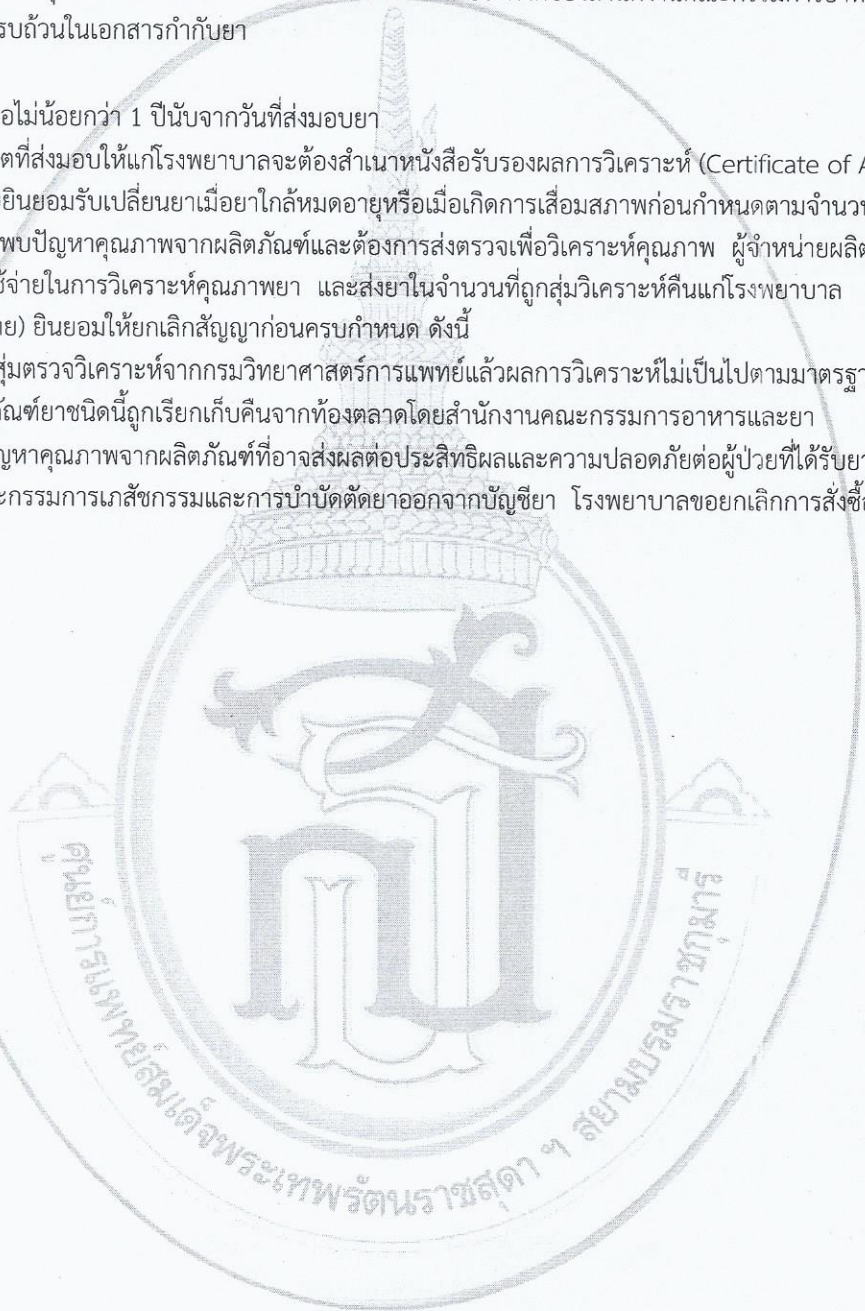 รบถ้วนในเอกสารกำกับยา
อไม่น้อยกว่า 1 ปีนับจากวันที่ส่งมอบยา
ตที่ส่งมอบให้แก่โรงพยาบาลจะต้องสำเนาหนังสือรับรองผลการวิเคราะห์ (Certificate of A
ยินยอมรับเปลี่ยนยาเมื่อยาใกล้หมดอายุหรือเมื่อเกิดการเสื่อมสภาพก่อนกำหนดตามจำนว
พบปัญหาคุณภาพจากผลิตภัณฑ์และต้องการส่งตรวจเพื่อวิเคราะห์คุณภาพ ผู้จำหน่ายผลิต
ช้จ่ายในการวิเคราะห์คุณภาพยา และส่งยาในจำนวนที่ถูกสุ่มวิเคราะห์คืนแก่โรงพยาบาล
าย) ยินยอมให้ยกเลิกสัญญาก่อนครบกำหนด ดังนี้
สุ่มตรวจวิเคราะห์จากกรมวิทยาศาสตร์การแพทย์แล้วผลการวิเคราะห์ไม่เป็นไปตามมาตรฐา
ภัณฑ์ยาชนิดนี้ถูกเรียกเก็บคืนจากท้องตลาดโดยสำนักงานคณะกรรมการอาหารและยา
ญหาคุณภาพจากผลิตภัณฑ์ที่อาจส่งผลต่อประสิทธิผลและความปลอดภัยต่อผู้ป่วยที่ได้รับยา
ะกรรมการเภสัชกรรมและการบำบัดตัดยาออกจากบัญชียา โรงพยาบาลขอยกเลิกการสั่งซื้อ
ศูนย์การแพทย์สมเด็จพระเทพรัตนราชสุดา ฯ สยามบรมราชกุมารี